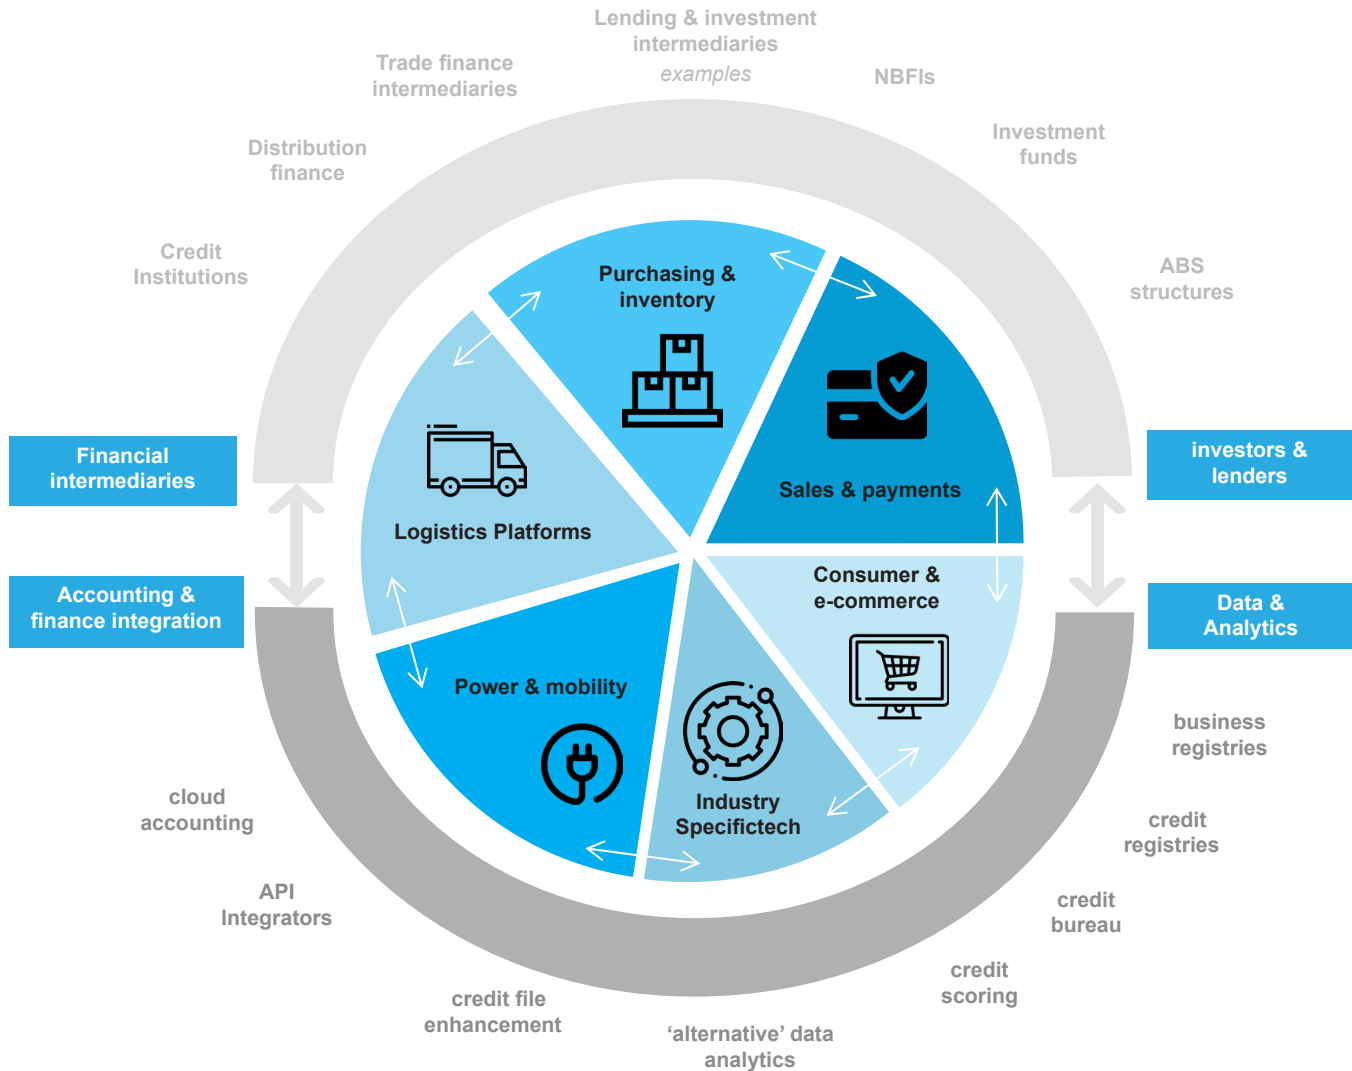 Lending & investment
intermediaries
examples
Trade finance
intermediaries
NBFIs
Distribution
finance
Investment
funds
Credit
Institutions
ABS
structures
Purchasing &
inventory
Sales & payments
Logistics Platforms
Financial
intermediaries
investors &
lenders
Accounting &
finance integration
Data &
Analytics
Consumer &
e-commerce
Power & mobility
Industry
Specifictech
business
registries
cloud
accounting
credit
registries
API
Integrators
credit
bureau
credit
scoring
credit file
enhancement
‘alternative’ data
analytics